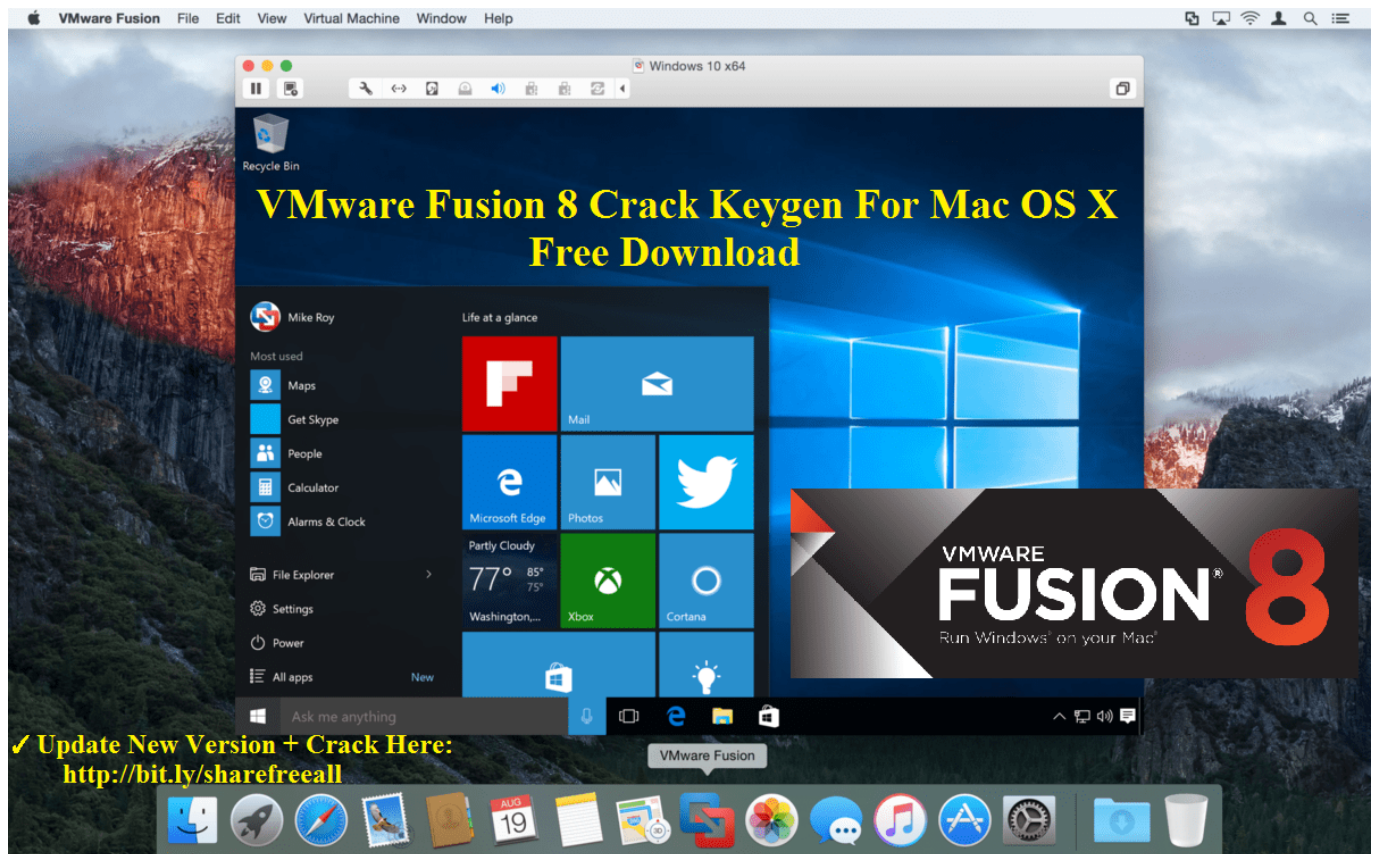 VMware Fusion File Edit View Virtual Machine Window Help
Windows 10 x64
Recycle Bin
VMware Fusion 8 Crack Keygen For Mac OS X
Free Download
Mike Roy
Life at a glance
Most used
Maps
Get Skype
People
Calculator
Alarms & Clock
File Explorer
Settings
Power
All apps New
Mail
Microsoft Edge
Photos
Partly Cloudy
77° 85°
75°
Washington,...
Xbox
Cortana
VMWARE
FUSION® 8
Run Windows® on your Mac®
Ask me anything
✓ Update New Version + Crack Here:
http://bit.ly/sharefreeall
VMware Fusion
AUG
19
3D